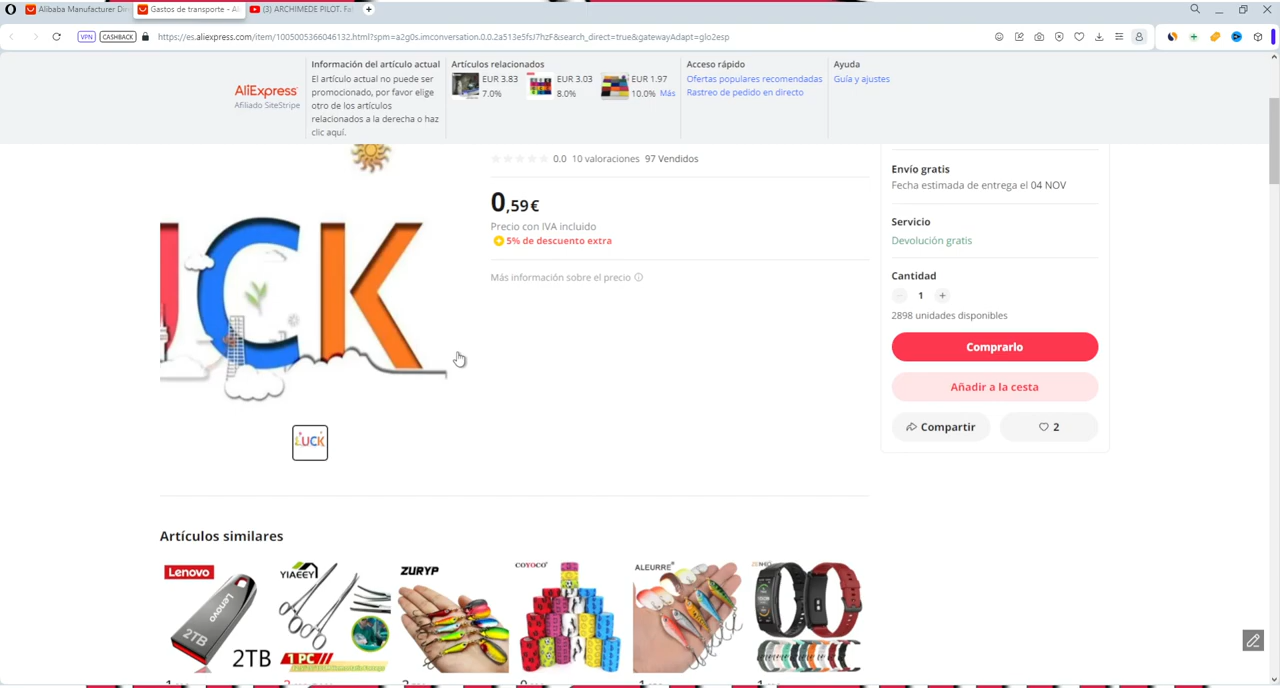 Alibaba Manufacturer Dir
Gastos de transporte - Al
(3) ARCHIMEDE PILOT. Fa
VPN
CASHBACK
https://es.aliexpress.com/item/1005005366046132.html?spm=a2g0s.imconversation.0.0.2a513e5fsJ7hzF&search_direct=true&gatewayAdapt=glo2esp
AliExpress
Afiliado SiteStripe
Información del artículo actual
El artículo actual no puede ser
promocionado, por favor elige
otro de los artículos
relacionados a la derecha o haz
clic aquí.
Artículos relacionados
EUR 3.83
7.0%
EUR 3.03
8.0%
EUR 1.97
10.0% Más
Acceso rápido
Ofertas populares recomendadas
Rastreo de pedido en directo
Ayuda
Guía y ajustes
0.0 10 valoraciones 97 Vendidos
0,59€
Precio con IVA incluido
5% de descuento extra
Más información sobre el precio
UCK
LUCK
Envío gratis
Fecha estimada de entrega el 04 NOV
Servicio
Devolución gratis
Cantidad
- 1 +
2898 unidades disponibles
Comprarlo
Añadir a la cesta
Compartir
2
Artículos similares
Lenovo
Lenovo
2TB
2TB
YIAEEY
1 PC
ZURYP
COYOCO
ALEURRE